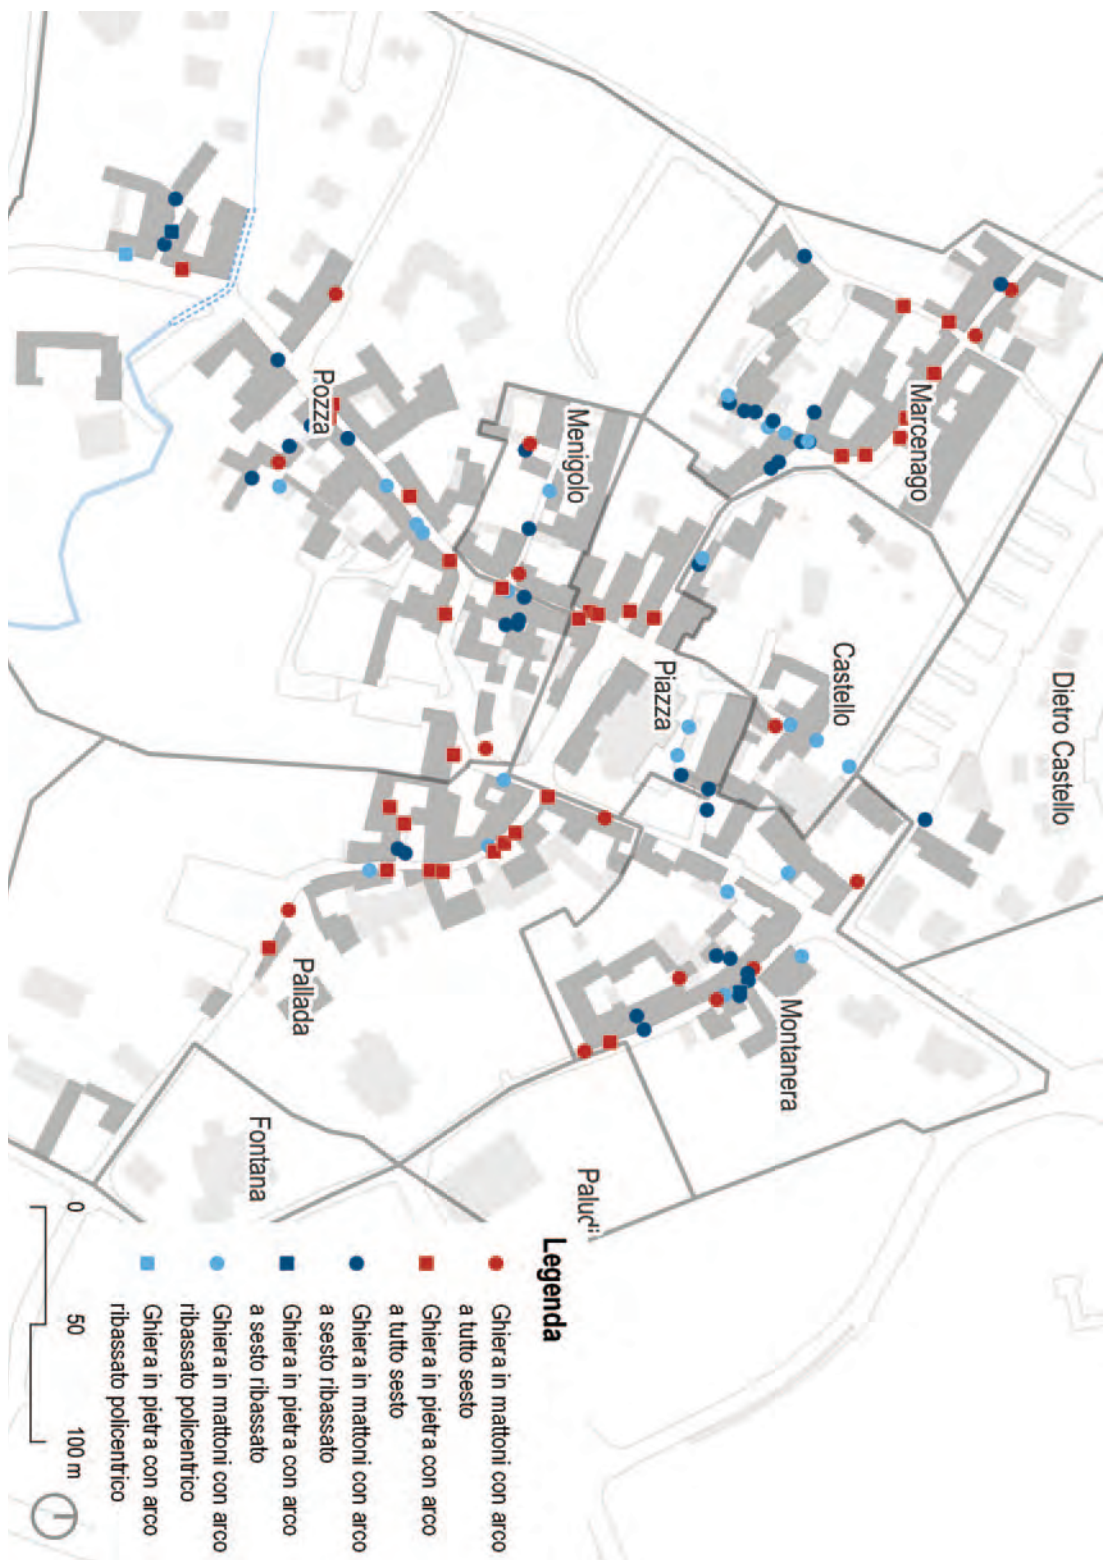 Dietro Castello
Marcenago
Castello
Montanera
Piazza
Menigolo
Paludi
Pozza
Pallada
Fontana
Legenda
Ghiera in mattoni con arco
a tutto sesto
Ghiera in pietra con arco
a tutto sesto
Ghiera in mattoni con arco
a sesto ribassato
Ghiera in pietra con arco
a sesto ribassato
Ghiera in mattoni con arco
ribassato policentrico
Ghiera in pietra con arco
ribassato policentrico
0 50 100 m